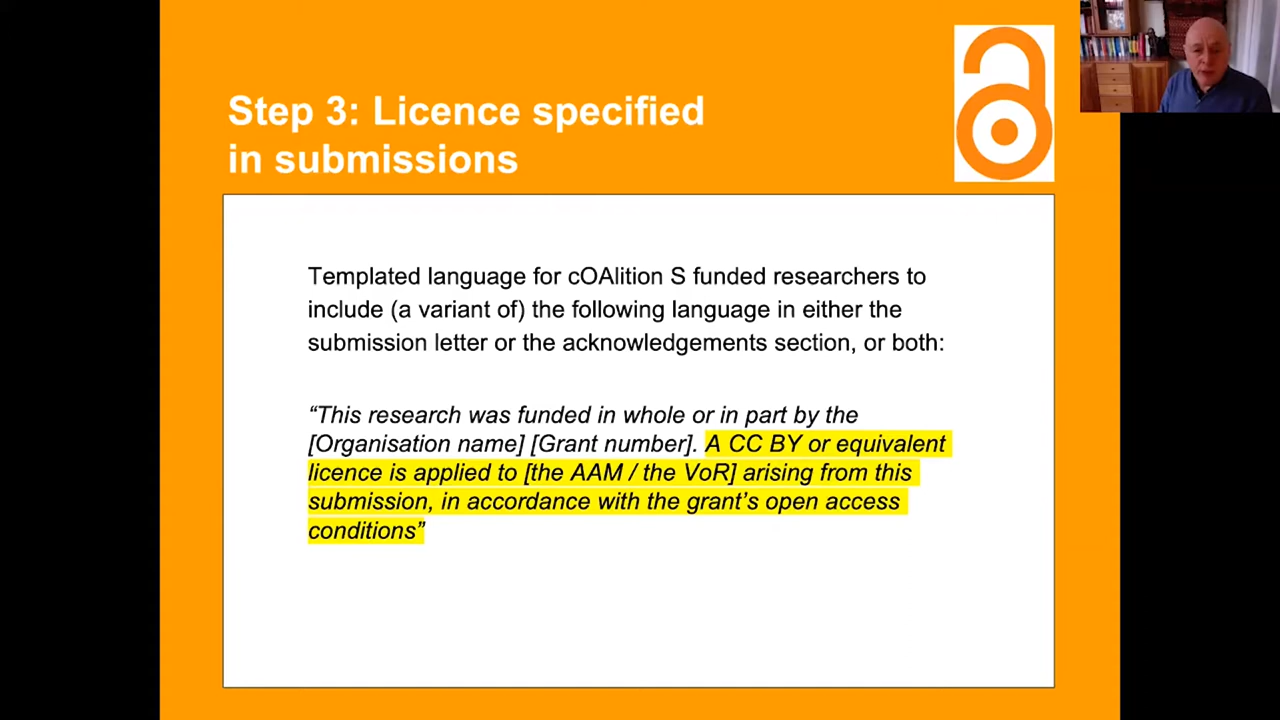 Step 3: Licence specified
in submissions
Templated language for cOAlition S funded researchers to
include (a variant of) the following language in either the
submission letter or the acknowledgements section, or both:
“This research was funded in whole or in part by the
[Organisation name] [Grant number]. A CC BY or equivalent
licence is applied to [the AAM / the VoR] arising from this
submission, in accordance with the grant’s open access
conditions”